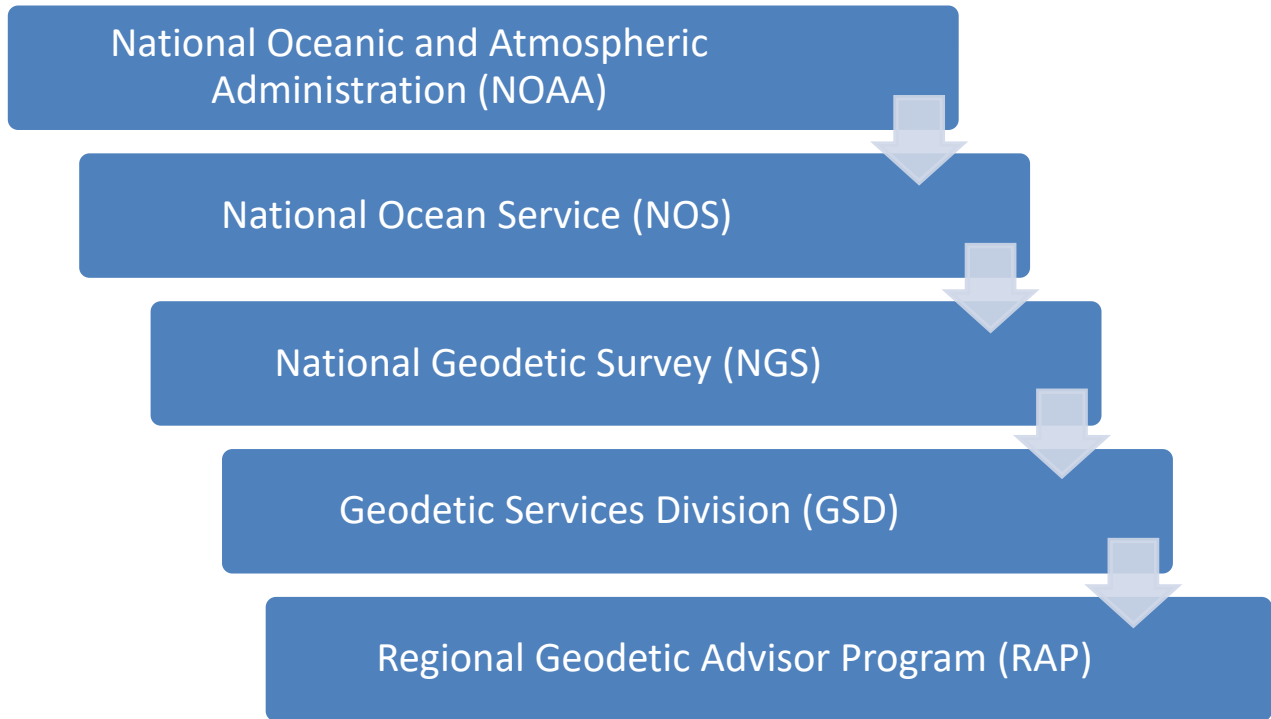 National Oceanic and Atmospheric
Administration (NOAA)
National Ocean Service (NOS)
National Geodetic Survey (NGS)
Geodetic Services Division (GSD)
Regional Geodetic Advisor Program (RAP)